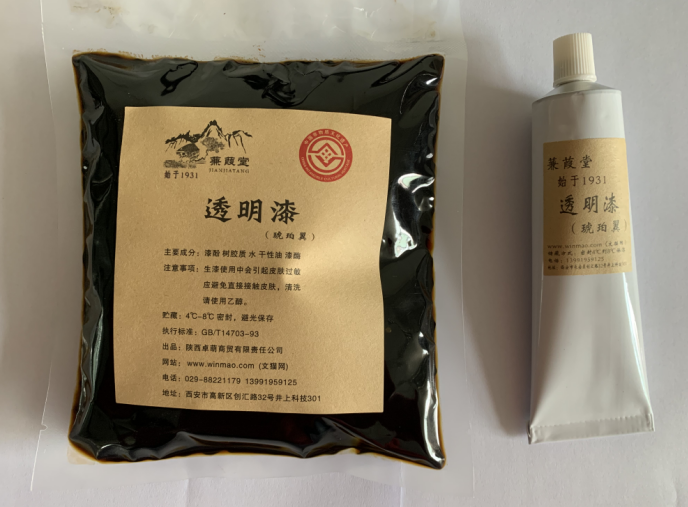 蒹葭堂
JIANJIATANG
始于1931
透明漆
（琥珀翼）
主要成分：漆酚 树胶质 水 干性油 漆酶
注意事项：生漆使用中会引起皮肤过敏
应避免直接接触皮肤，清洗
请使用乙醇。
贮藏：4℃-8℃ 密封，避光保存
执行标准：GB/T14703-93
出品：陕西卓萌商贸有限责任公司
网站：www.winmao.com (文猫网)
电话：029-88221179 13991959125
地址：西安市高新区创汇路32号井上科技301
蒹葭堂
始于1931
透明漆
（琥珀翼）
www.winmao.com